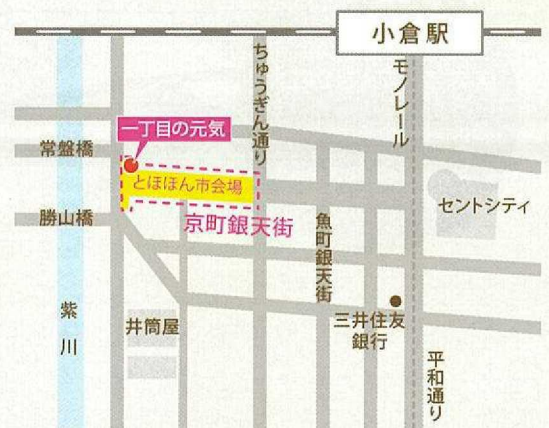 小倉駅
ちゅうぎん通り
モノレール
一丁目の元気
常盤橋
とほほん市会場
セントシティ
勝山橋
京町銀天街
魚町銀天街
紫川
井筒屋
三井住友
銀行
平和通り